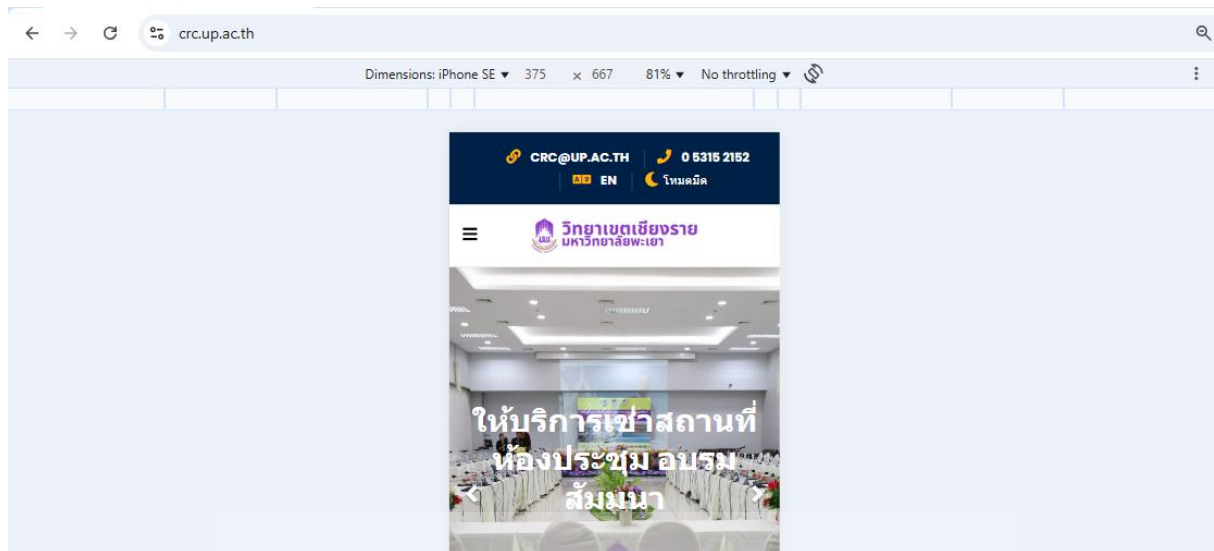 crc.up.ac.th
Dimensions: iPhone SE ▼ 375 × 667 81% ▼ No throttling ▼
CRC@UP.AC.TH 0 5315 2152
EN โหมดมืด
วิทยาเขตเชียงราย
มหาวิทยาลัยพะเยา
ให้บริการเช่าสถานที่
ห้องประชุม อบรม
สัมมนา